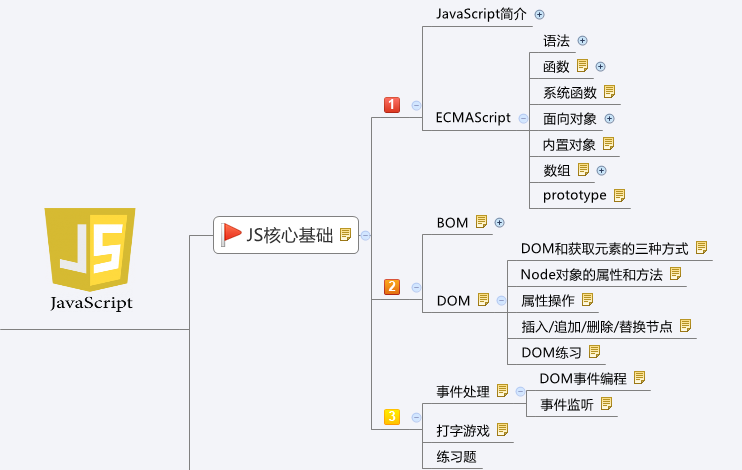 JS
JavaScript
JS核心基础
1
JavaScript简介
ECMAScript
语法
函数
系统函数
面向对象
内置对象
数组
prototype
2
BOM
DOM
DOM和获取元素的三种方式
Node对象的属性和方法
属性操作
插入/追加/删除/替换节点
DOM练习
3
事件处理
DOM事件编程
事件监听
打字游戏
练习题